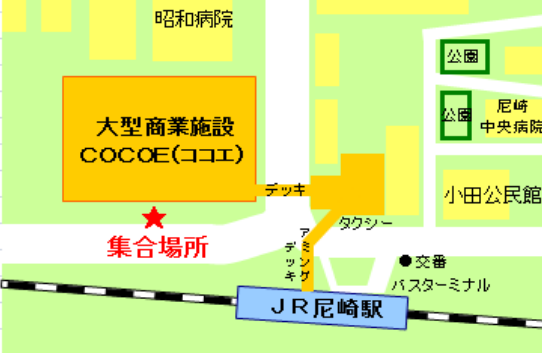 昭和病院
公園
大型商業施設
COCOE(ココエ)
公園
尼崎
中央病院
デッキ
小田公民館
タクシー
集合場所
アミング
デッキ
●交番
バスターミナル
JR尼崎駅